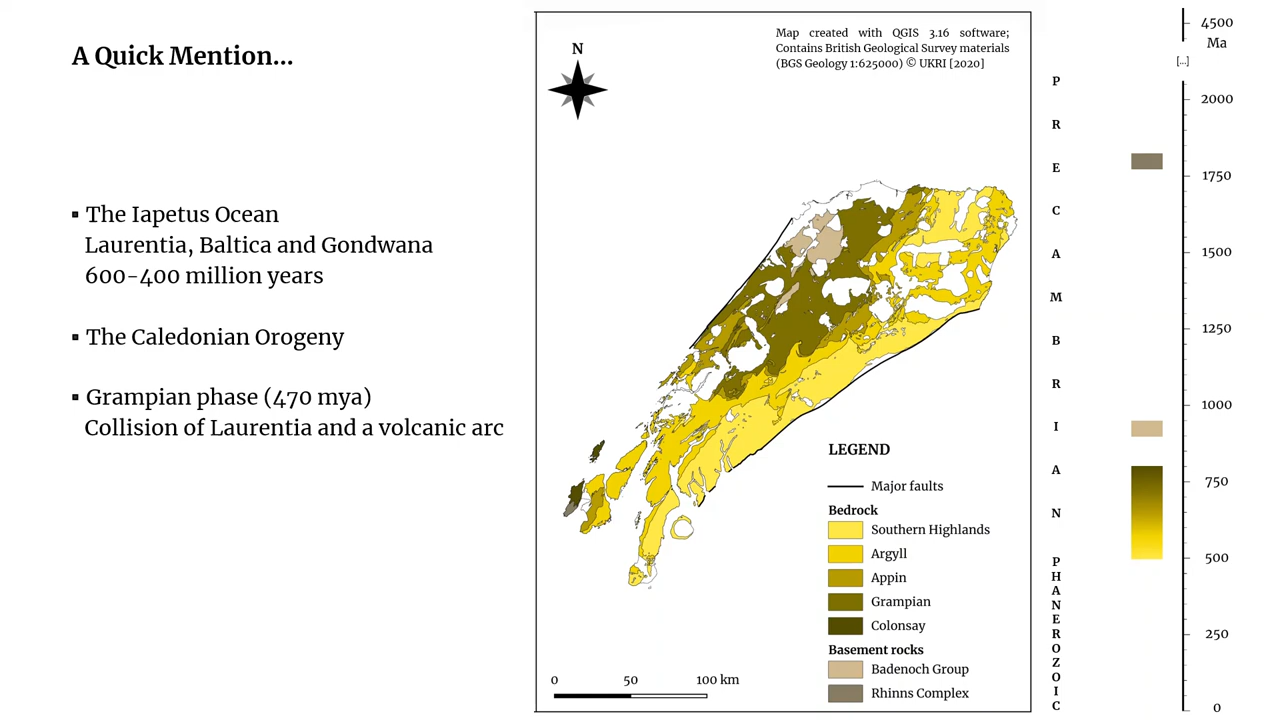 A Quick Mention...
▪ The Iapetus Ocean
Laurentia, Baltica and Gondwana
600-400 million years
▪ The Caledonian Orogeny
▪ Grampian phase (470 mya)
Collision of Laurentia and a volcanic arc
N
Map created with QGIS 3.16 software;
Contains British Geological Survey materials
(BGS Geology 1:625000) © UKRI [2020]
LEGEND
Major faults
Bedrock
Southern Highlands
Argyll
Appin
Grampian
Colonsay
Basement rocks
Badenoch Group
Rhinns Complex
0 50 100 km
PRECAMBRIAN
PHANEROZOIC
4500
Ma
[...]
2000
1750
1500
1250
1000
750
500
250
0